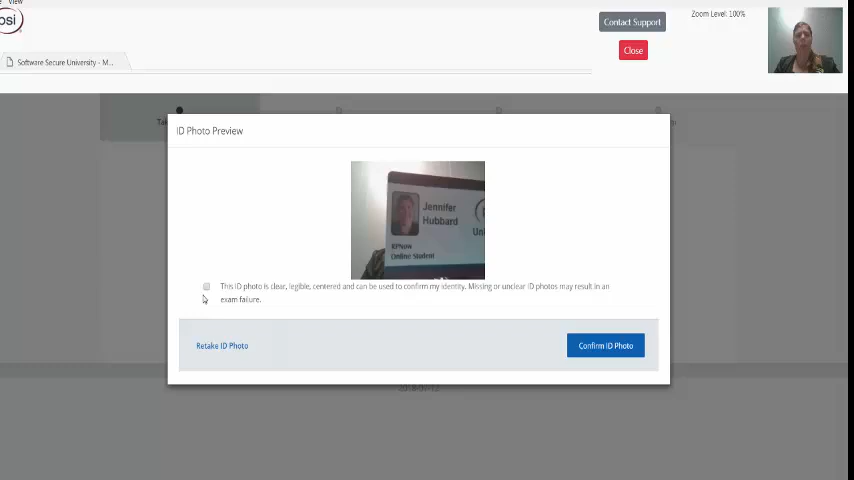 View
psi
Contact Support
Zoom Level: 100%
Close
Software Secure University - M...
ID Photo Preview
Jennifer
Hubbard
Online Student
This ID photo is clear, legible, centered and can be used to confirm my identity. Missing or unclear ID photos may result in an
exam failure.
Retake ID Photo
Confirm ID Photo